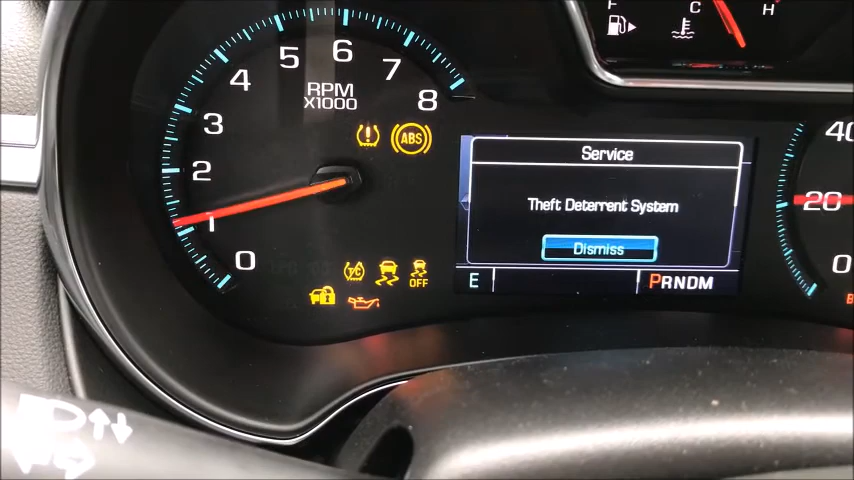 F
C
H
5
6
7
4
RPM
X1000
8
3
ABS
2
1
0
TC
OFF
Service
Theft Deterrent System
Dismiss
E
PRNDM
40
20
0